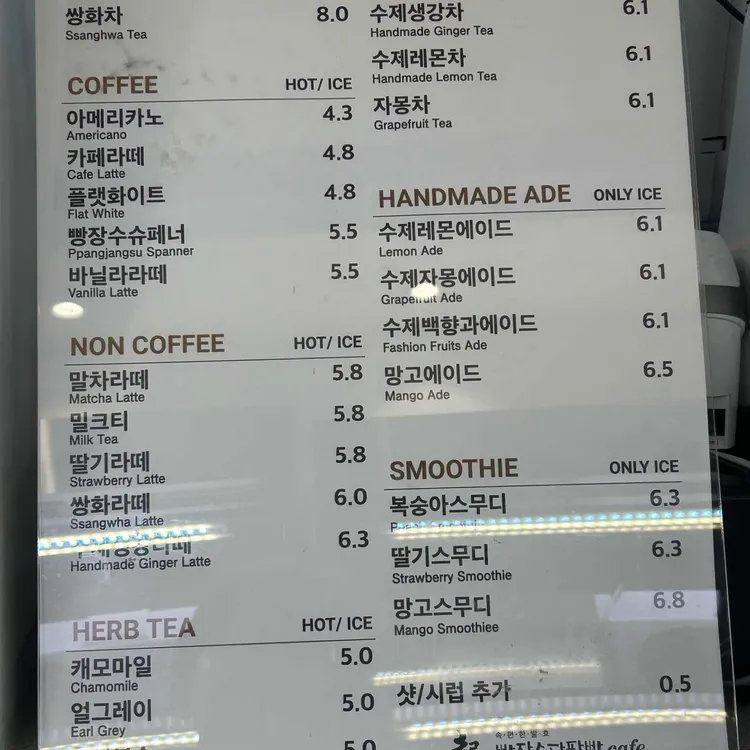 쌍화차 8.0
Ssanghwa Tea
COFFEE HOT/ ICE
아메리카노 4.3
Americano
카페라떼 4.8
Cafe Latte
플랫화이트 4.8
Flat White
빵장수슈페너 5.5
Ppangjangsu Spanner
바닐라라떼 5.5
Vanilla Latte
NON COFFEE HOT/ ICE
말차라떼 5.8
Matcha Latte
밀크티 5.8
Milk Tea
딸기라떼 5.8
Strawberry Latte
쌍화라떼 6.0
Ssangwha Latte
6.3
Handmade Ginger Latte
HERB TEA HOT/ ICE
캐모마일 5.0
Chamomile
얼그레이 5.0
Earl Grey
5.0
수제생강차 6.1
Handmade Ginger Tea
수제레몬차 6.1
Handmade Lemon Tea
자몽차 6.1
Grapefruit Tea
HANDMADE ADE ONLY ICE
수제레몬에이드 6.1
Lemon Ade
수제자몽에이드 6.1
Grapefruit Ade
수제백향과에이드 6.1
Fashion Fruits Ade
망고에이드 6.5
Mango Ade
SMOOTHIE ONLY ICE
복숭아스무디 6.3
딸기스무디 6.3
Strawberry Smoothie
망고스무디 6.8
Mango Smoothiee
샷/시럽 추가 0.5
속·편·한·발·효
cafe